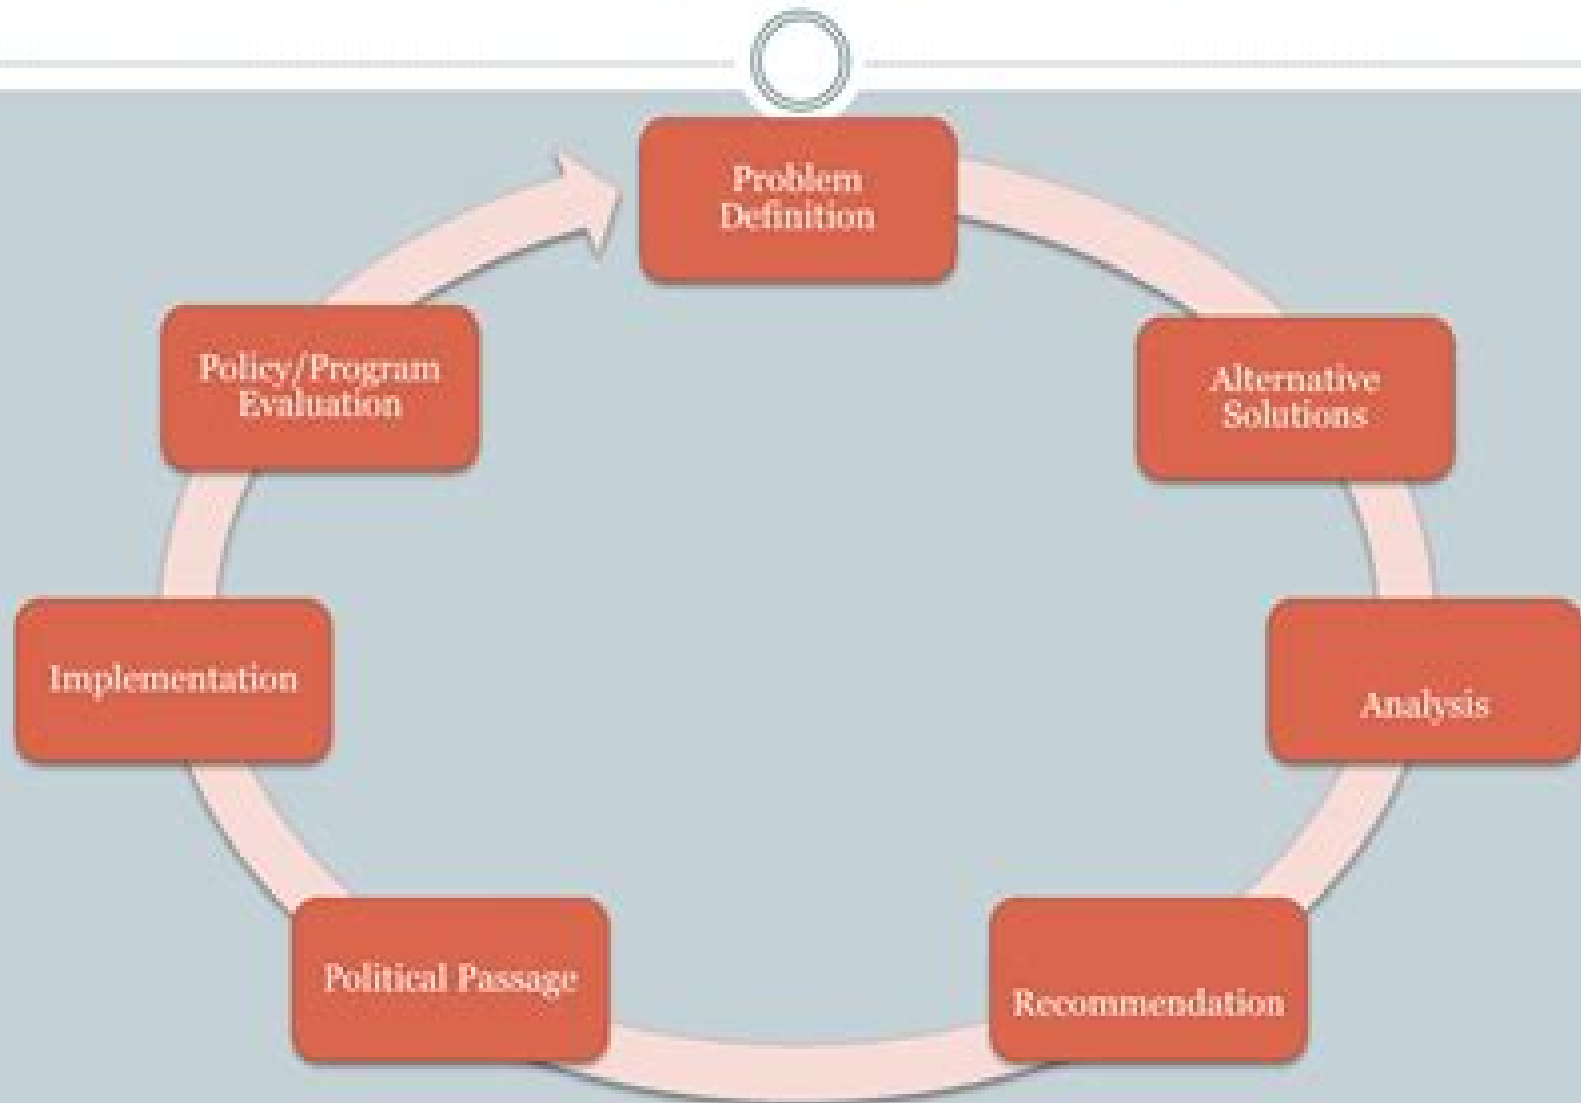 Problem
Definition
Alternative
Solutions
Analysis
Recommendation
Political Passage
Implementation
Policy/Program
Evaluation